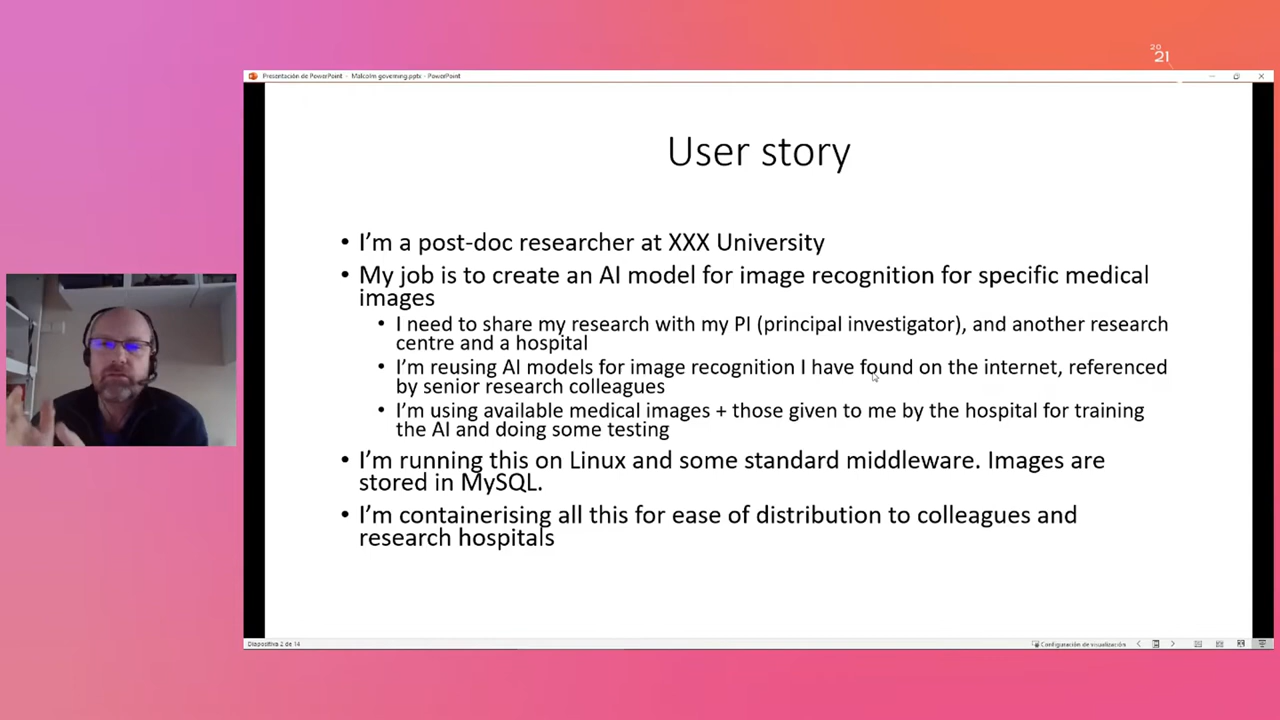 20
21
Presentación de PowerPoint - Malcolm governing.pptx - PowerPoint
User story
• I'm a post-doc researcher at XXX University
• My job is to create an AI model for image recognition for specific medical
images
• I need to share my research with my PI (principal investigator), and another research
centre and a hospital
• I'm reusing AI models for image recognition I have found on the internet, referenced
by senior research colleagues
• I'm using available medical images + those given to me by the hospital for training
the AI and doing some testing
• I'm running this on Linux and some standard middleware. Images are
stored in MySQL.
• I'm containerising all this for ease of distribution to colleagues and
research hospitals
Diapositiva 2 de 14
Configuración de visualización